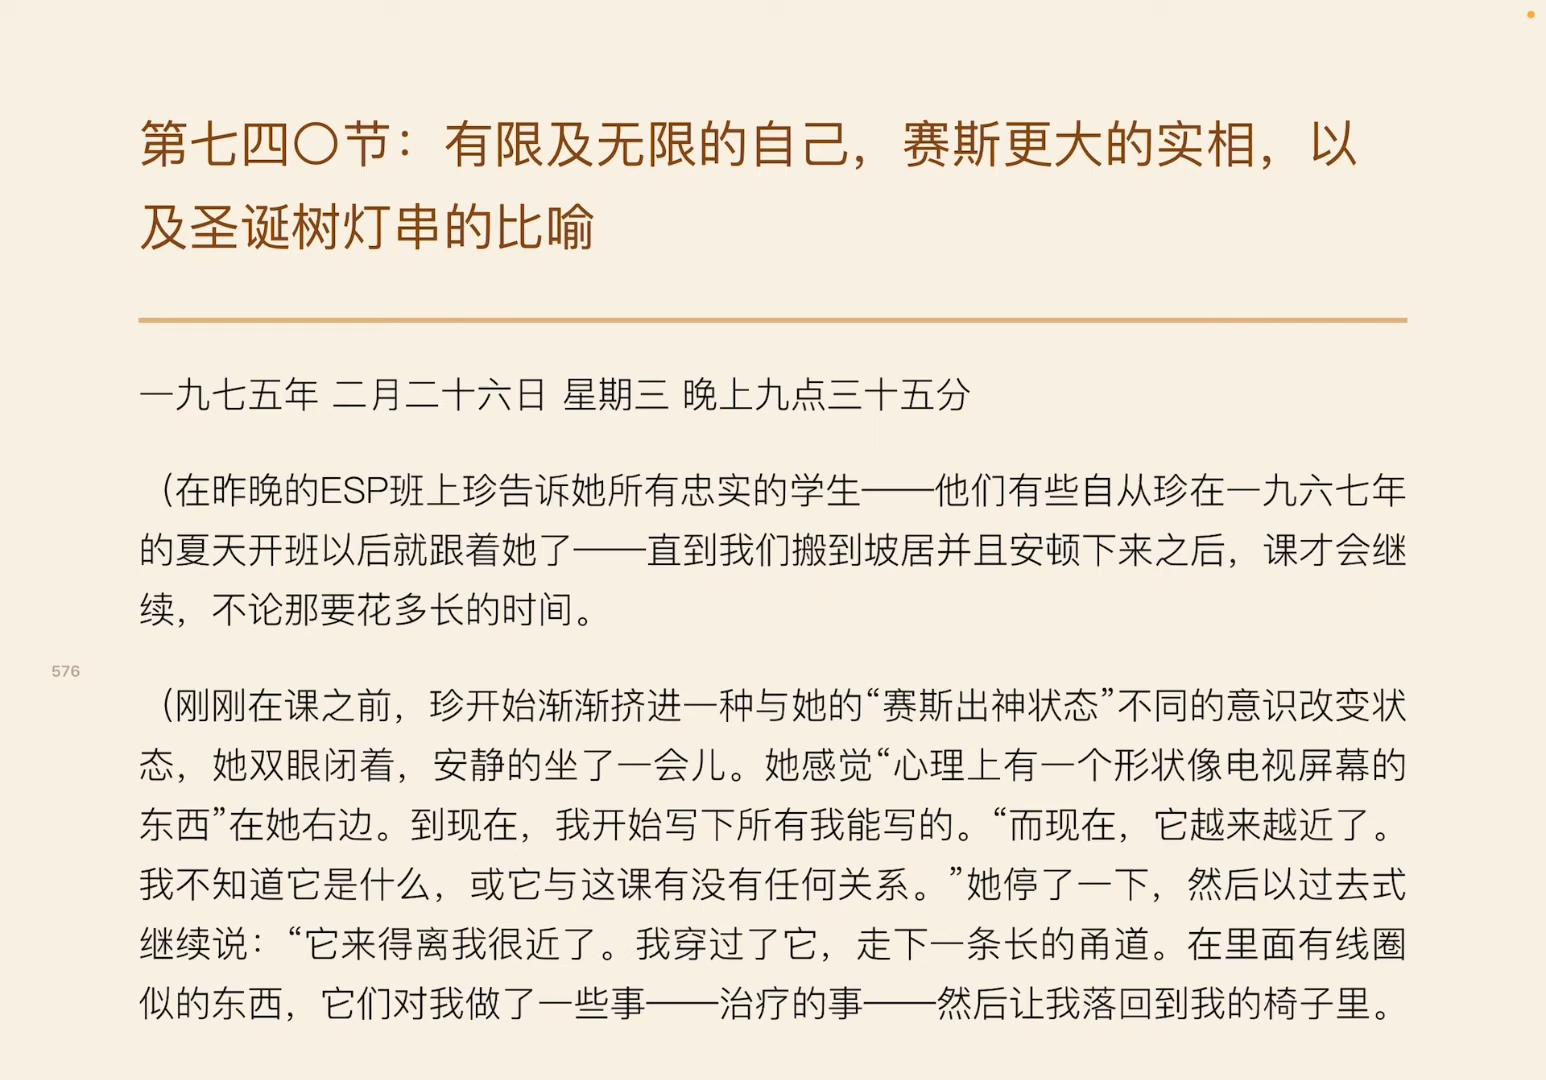 第七四〇节：有限及无限的自己，赛斯更大的实相，以
及圣诞树灯串的比喻
一九七五年 二月二十六日 星期三 晚上九点三十五分
（在昨晚的ESP班上珍告诉她所有忠实的学生——他们有些自从珍在一九六七年
的夏天开班以后就跟着她了——直到我们搬到坡居并且安顿下来之后，课才会继
续，不论那要花多长的时间。
576
（刚刚在课之前，珍开始渐渐挤进一种与她的“赛斯出神状态”不同的意识改变状
态，她双眼闭着，安静的坐了一会儿。她感觉“心理上有一个形状像电视屏幕的
东西”在她右边。到现在，我开始写下所有我能写的。“而现在，它越来越近了。
我不知道它是什么，或它与这课有没有任何关系。”她停了一下，然后以过去式
继续说：“它来得离我很近了。我穿过了它，走下一条长的甬道。在里面有线圈
似的东西，它们对我做了一些事——治疗的事——然后让我落回到我的椅子里。